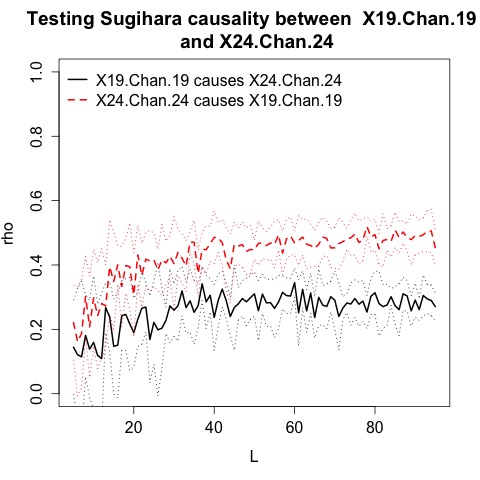 Testing Sugihara causality between  X19.Chan.19
and X24.Chan.24
X19.Chan.19 causes X24.Chan.24
X24.Chan.24 causes X19.Chan.19
rho
1.0
0.8
0.6
0.4
0.2
0.0
20 40 60 80
L